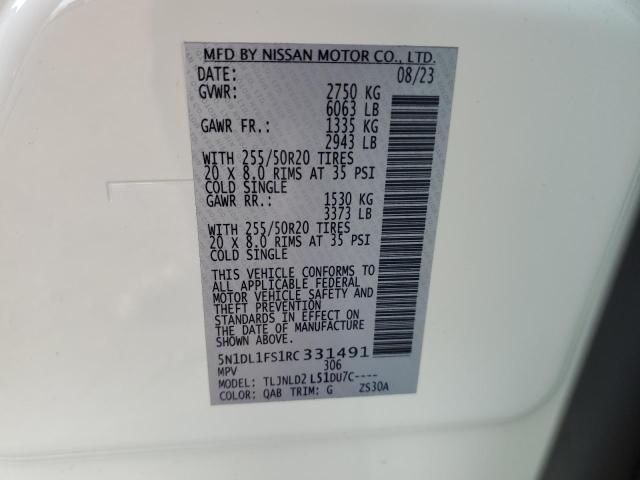 MFD BY NISSAN MOTOR CO., LTD.
DATE: 08/23
GVWR: 2750 KG
6063 LB
GAWR FR.: 1335 KG
2943 LB
WITH 255/50R20 TIRES
20 X 8.0 RIMS AT 35 PSI
COLD SINGLE
GAWR RR.: 1530 KG
3373 LB
WITH 255/50R20 TIRES
20 X 8.0 RIMS AT 35 PSI
COLD SINGLE
THIS VEHICLE CONFORMS TO
ALL APPLICABLE FEDERAL
MOTOR VEHICLE SAFETY AND
THEFT PREVENTION
STANDARDS IN EFFECT ON
THE DATE OF MANUFACTURE
SHOWN ABOVE.
5N1DL1FS1RC331491
MPV 306
MODEL: TLJNLD2 L51DU7C----
COLOR: QAB TRIM: G ZS30A